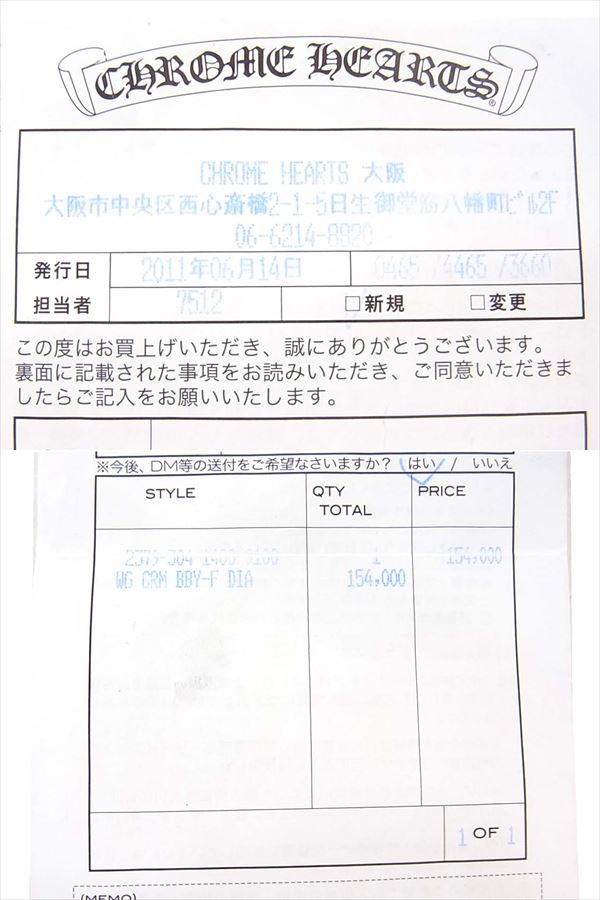 CHROME HEARTS®
CHROME HEARTS 大阪
大阪市中央区西心斎橋2-1-5日生御堂筋八幡町ビル2F
06-6214-8820
発行日 2011年06月14日 0465 /4465 /3660
担当者 7512 □新規 □変更
この度はお買上げいただき、誠にありがとうございます。
裏面に記載された事項をお読みいただき、ご同意いただきま
したらご記入をお願いいたします。
※今後、DM等の送付をご希望なさいますか? はい / いいえ
STYLE QTY PRICE
TOTAL
2379-304-1400-9100 1 154,000
WG CRM BBY-F DIA 154,000
1 OF 1
(MEMO)